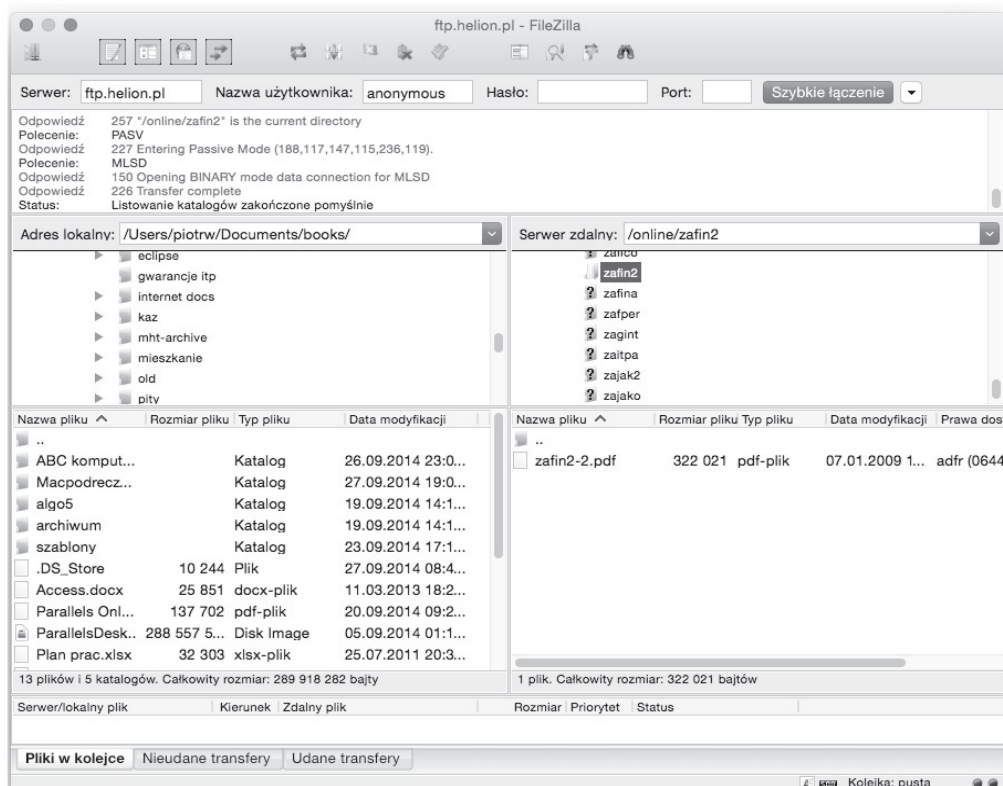 ftp.helion.pl - FileZilla
Serwer: ftp.helion.pl Nazwa użytkownika: anonymous Hasło: Port: Szybkie łączenie
Odpowiedź 257 "/online/zafin2" is the current directory
Polecenie: PASV
Odpowiedź 227 Entering Passive Mode (188,117,147,115,236,119).
Polecenie: MLSD
Odpowiedź 150 Opening BINARY mode data connection for MLSD
Odpowiedź 226 Transfer complete
Status: Listowanie katalogów zakończone pomyślnie
Adres lokalny: /Users/piotrw/Documents/books/
eclipse
gwarancje itp
internet docs
kaz
mht-archive
mieszkanie
old
pity
Serwer zdalny: /online/zafin2
zafico
zafin2
zafina
zafper
zagint
zaitpa
zajak2
zajako
Nazwa pliku Rozmiar pliku Typ pliku Data modyfikacji
..
ABC komput... Katalog 26.09.2014 23:0...
Macpodrecz... Katalog 27.09.2014 19:0...
algo5 Katalog 19.09.2014 14:1...
archiwum Katalog 19.09.2014 14:1...
szablony Katalog 23.09.2014 17:1...
.DS_Store 10 244 Plik 27.09.2014 08:4...
Access.docx 25 851 docx-plik 11.03.2013 18:2...
Parallels Onl... 137 702 pdf-plik 20.09.2014 09:2...
ParallelsDesk... 288 557 5... Disk Image 05.09.2014 01:1...
Plan prac.xlsx 32 303 xlsx-plik 25.07.2011 20:3...
13 plików i 5 katalogów. Całkowity rozmiar: 289 918 282 bajty
Nazwa pliku Rozmiar pliku Typ pliku Data modyfikacji Prawa dos
..
zafin2-2.pdf 322 021 pdf-plik 07.01.2009 1... adfr (0644
1 plik. Całkowity rozmiar: 322 021 bajtów
Serwer/lokalny plik Kierunek Zdalny plik Rozmiar Priorytet Status
Pliki w kolejce Nieudane transfery Udane transfery
Kolejka: pusta